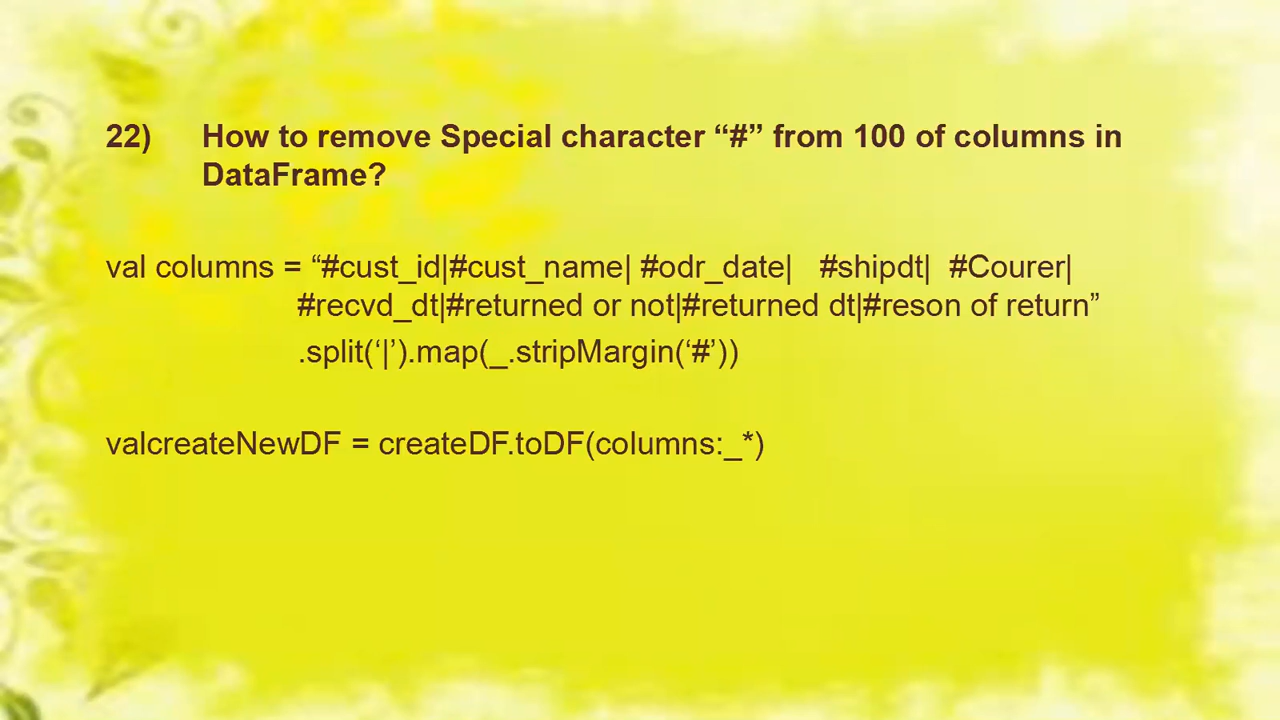 22) How to remove Special character “#” from 100 of columns in
DataFrame?
val columns = “#cust_id|#cust_name| #odr_date| #shipdt| #Courer|
#recvd_dt|#returned or not|#returned dt|#reson of return”
.split(‘|’).map(_.stripMargin(‘#’))
valcreateNewDF = createDF.toDF(columns:_*)